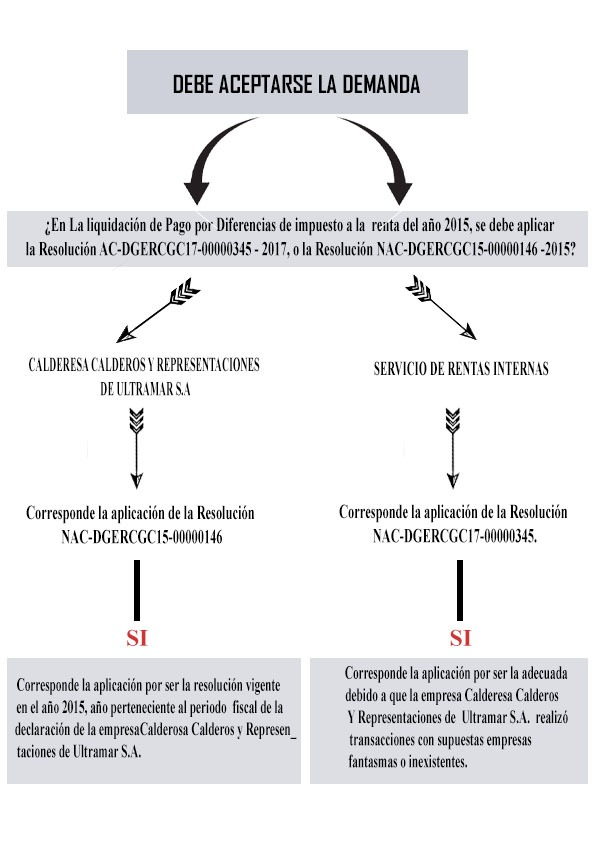 DEBE ACEPTARSE LA DEMANDA
¿En La liquidación de Pago por Diferencias de impuesto a la renta del año 2015, se debe aplicar
la Resolución AC-DGERCGC17-00000345 - 2017, o la Resolución NAC-DGERCGC15-00000146 -2015?
CALDERESA CALDEROS Y REPRESENTACIONES
DE ULTRAMAR S.A
Corresponde la aplicación de la Resolución
NAC-DGERCGC15-00000146
SI
Corresponde la aplicación por ser la resolución vigente
en el año 2015, año perteneciente al periodo fiscal de la
declaración de la empresaCalderosa Calderos y Represen_
taciones de Ultramar S.A.
SERVICIO DE RENTAS INTERNAS
Corresponde la aplicación de la Resolución
NAC-DGERCGC17-00000345.
SI
Corresponde la aplicación por ser la adecuada
debido a que la empresa Calderesa Calderos
Y Representaciones de Ultramar S.A. realizó
transacciones con supuestas empresas
fantasmas o inexistentes.